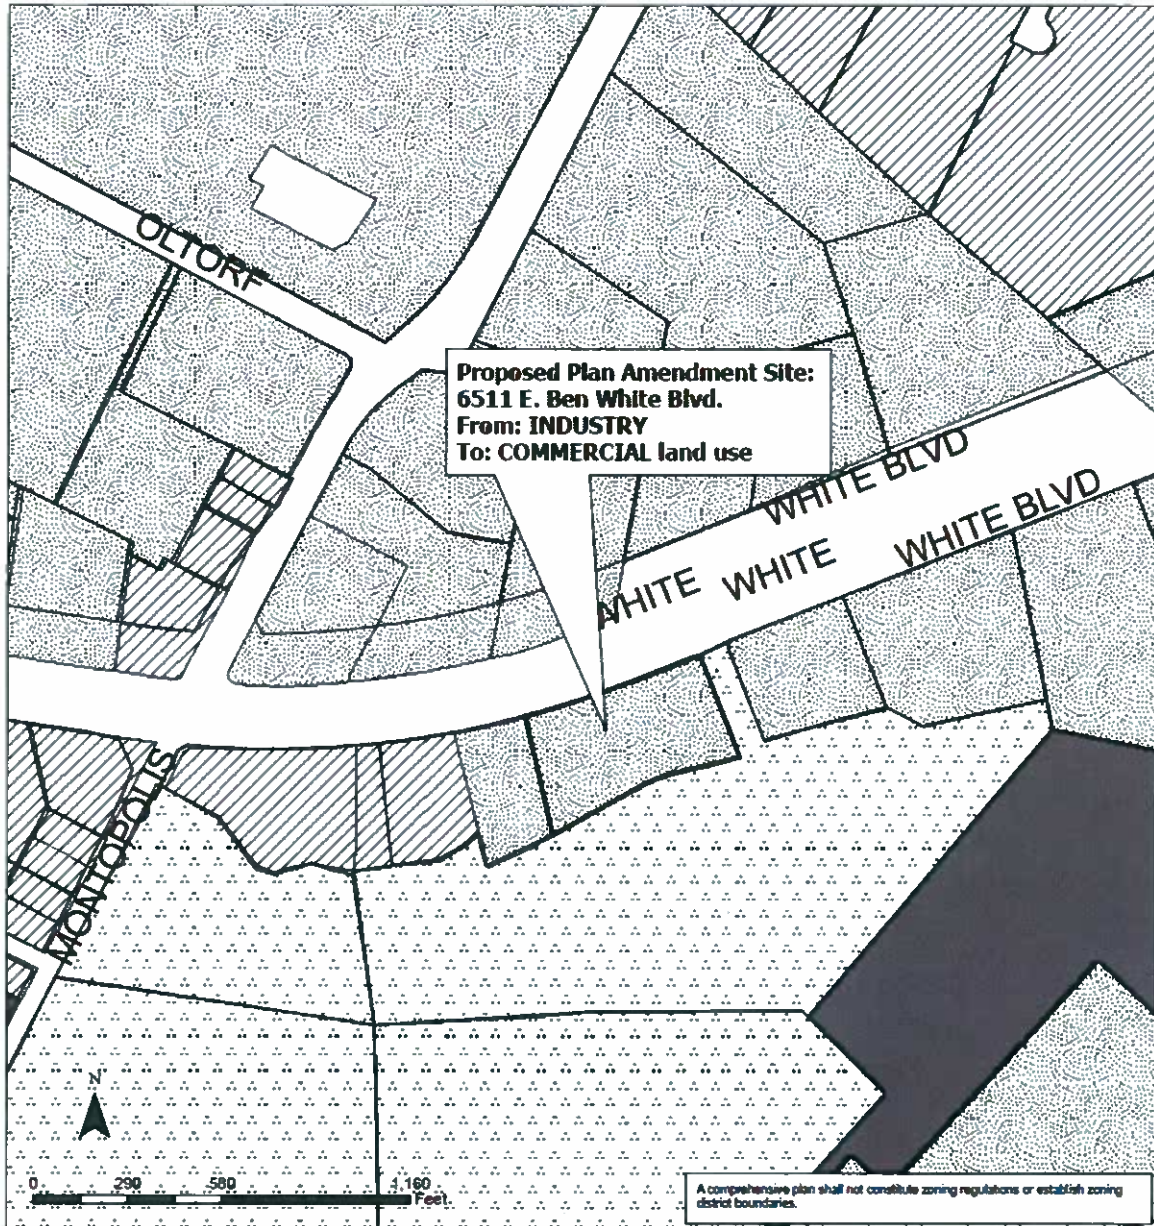 OLTORF
Proposed Plan Amendment Site:
6511 E. Ben White Blvd.
From: INDUSTRY
To: COMMERCIAL land use
WHITE BLVD
WHITE BLVD
WHITE
WHITE
MONTOPOLIS
N
0 290 580 1,160
Feet
A comprehensive plan shall not constitute zoning regulations or establish zoning
district boundaries.